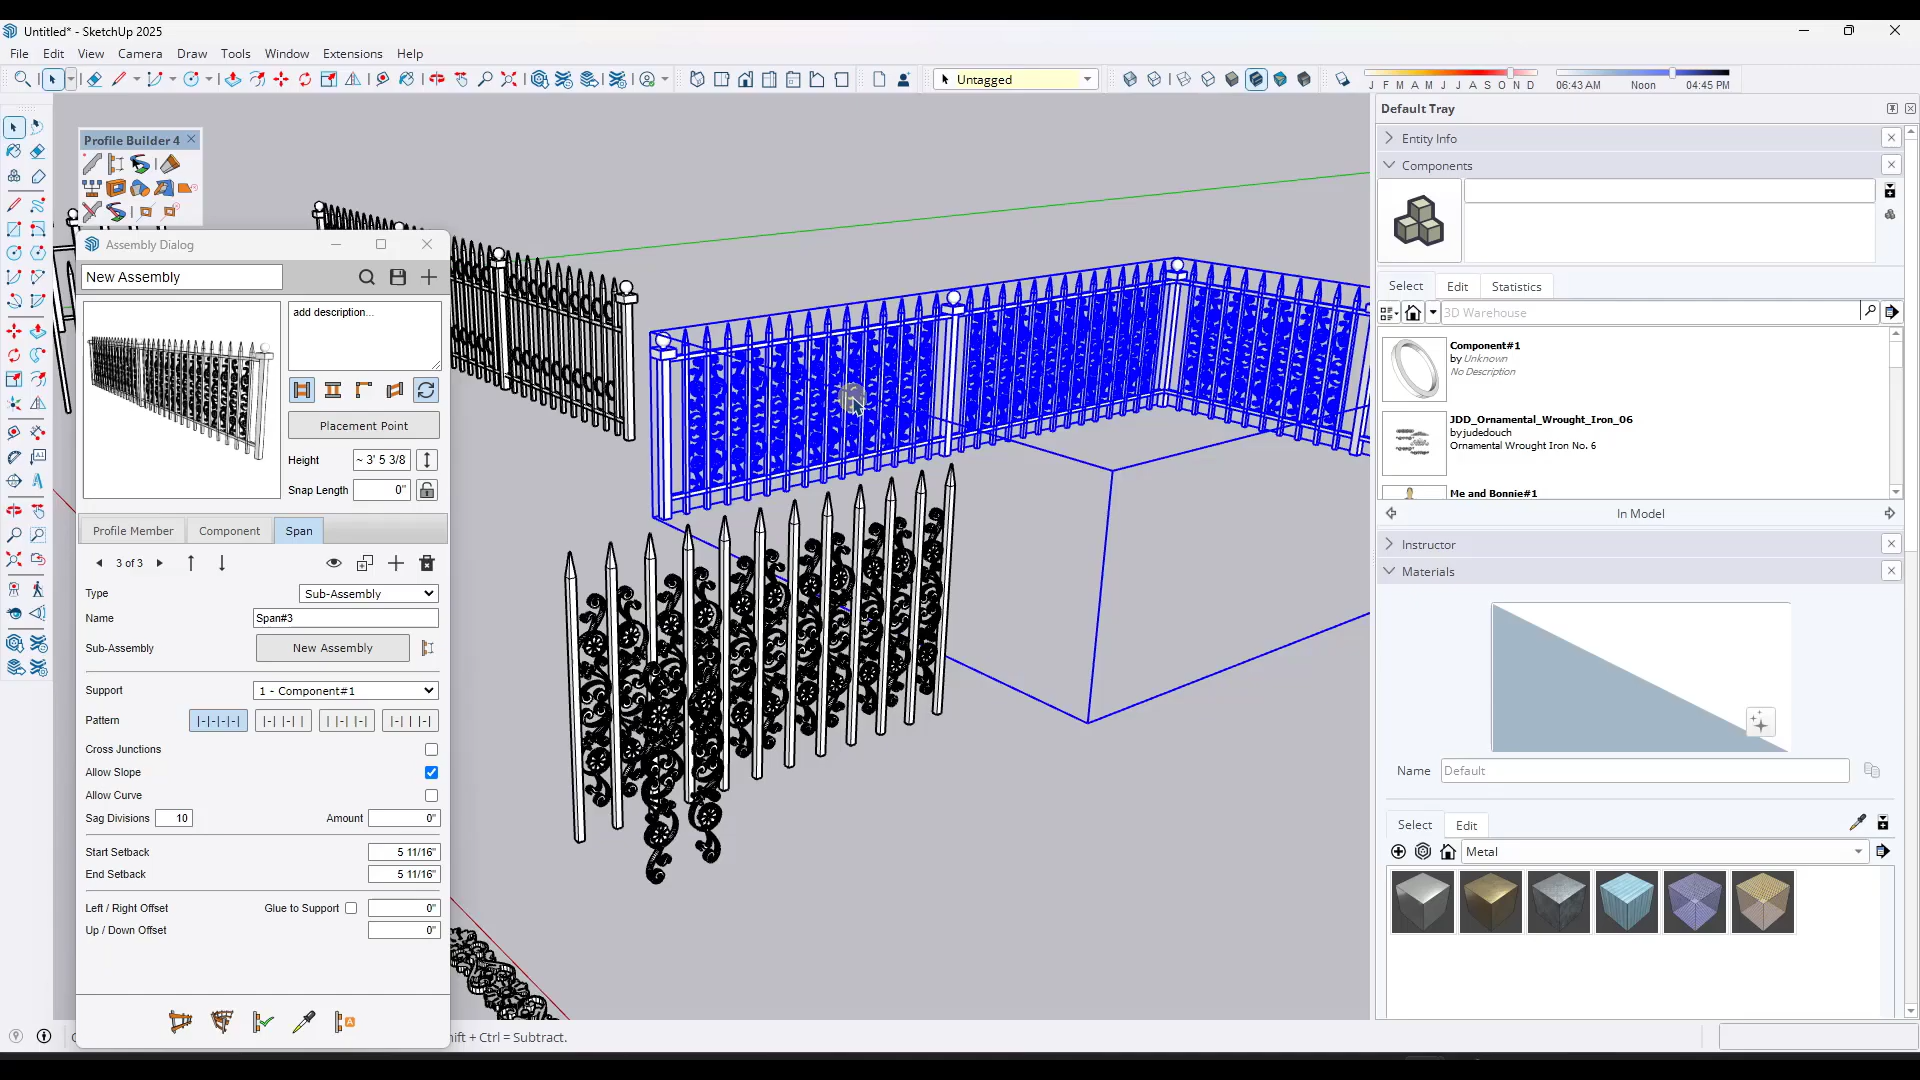 Untitled* - SketchUp 2025
File Edit View Camera Draw Tools Window Extensions Help
Untagged
J F M A M J J A S O N D
06:43 AM Noon 04:45 PM
Profile Builder 4
Assembly Dialog
New Assembly
add description...
Placement Point
Height ~ 3' 5 3/8
Snap Length 0"
Profile Member Component Span
3 of 3
Type Sub-Assembly
Name Span#3
Sub-Assembly New Assembly
Support 1 - Component#1
Pattern |-|-|-|-| |-| |-| | | |-| |-| |-| | |-|
Cross Junctions
Allow Slope
Allow Curve
Sag Divisions 10 Amount 0"
Start Setback 5 11/16"
End Setback 5 11/16"
Left / Right Offset Glue to Support 0"
Up / Down Offset 0"
ift + Ctrl = Subtract.
Default Tray
Entity Info
Components
Select Edit Statistics
3D Warehouse
Component#1
by Unknown
No Description
JDD_Ornamental_Wrought_Iron_06
by judedouch
Ornamental Wrought Iron No. 6
Me and Bonnie#1
In Model
Instructor
Materials
Name Default
Select Edit
Metal